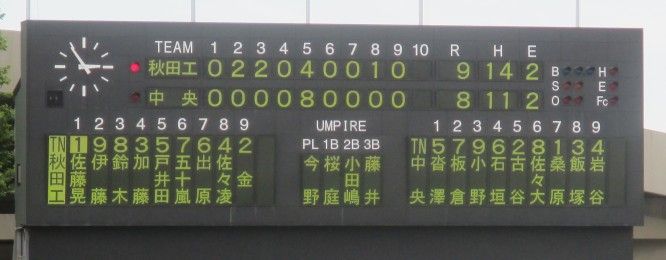 TEAM 1 2 3 4 5 6 7 8 9 10 R H E
秋田工 0 2 2 0 4 0 0 1 0 9 14 2 B H
中央 0 0 0 0 8 0 0 0 0 8 11 2 S E
O Fc
1 2 3 4 5 6 7 8 9 UMPIRE 1 2 3 4 5 6 7 8 9
PL 1B 2B 3B
TN 1 9 8 3 7 5 6 4 2 TN 5 7 9 6 2 8 1 8 4
秋田工 佐藤晃 伊藤 鈴木 加藤 戸井田 五十嵐 出原 佐々凌 金 今野 桜庭 小田嶋 藤井 中央 沓澤 板倉 小野 石垣 古谷 佐々大 桑原 飯塚 岩谷